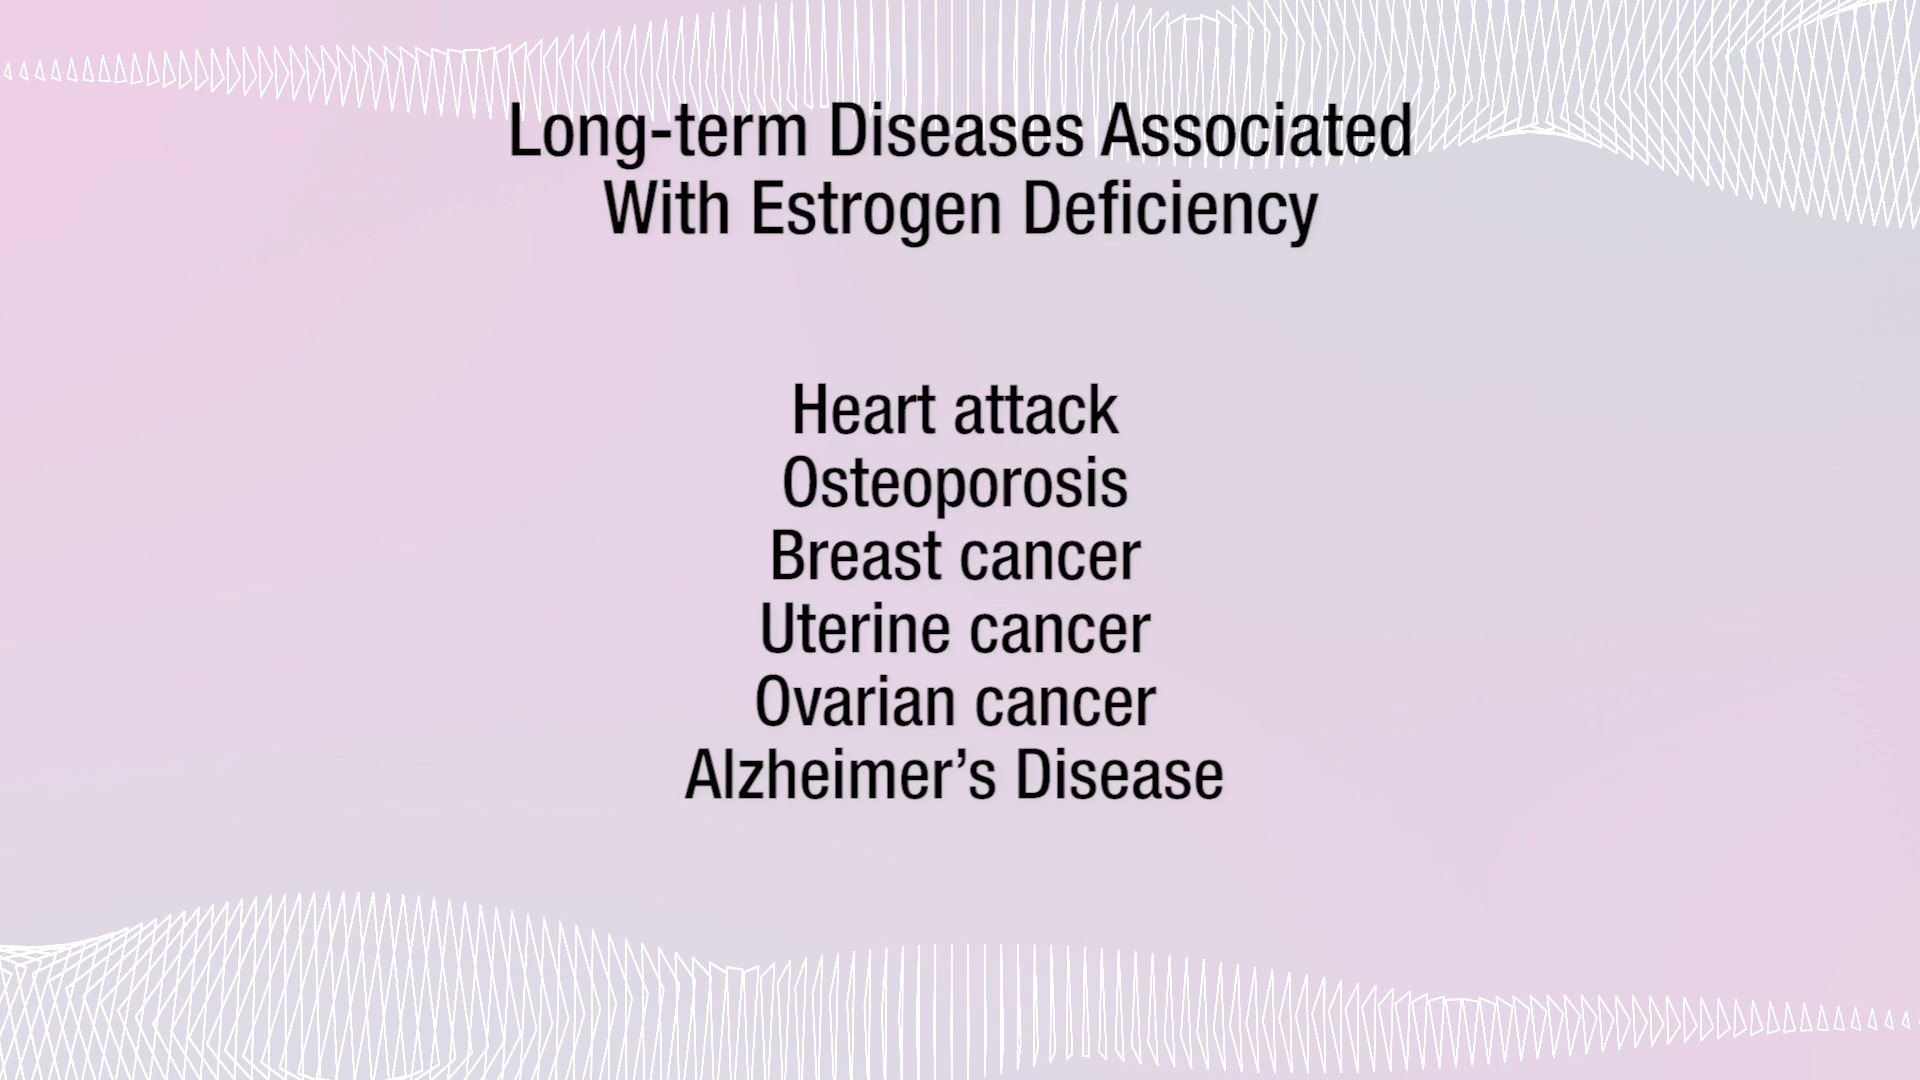 Long-term Diseases Associated
With Estrogen Deficiency
Heart attack
Osteoporosis
Breast cancer
Uterine cancer
Ovarian cancer
Alzheimer’s Disease